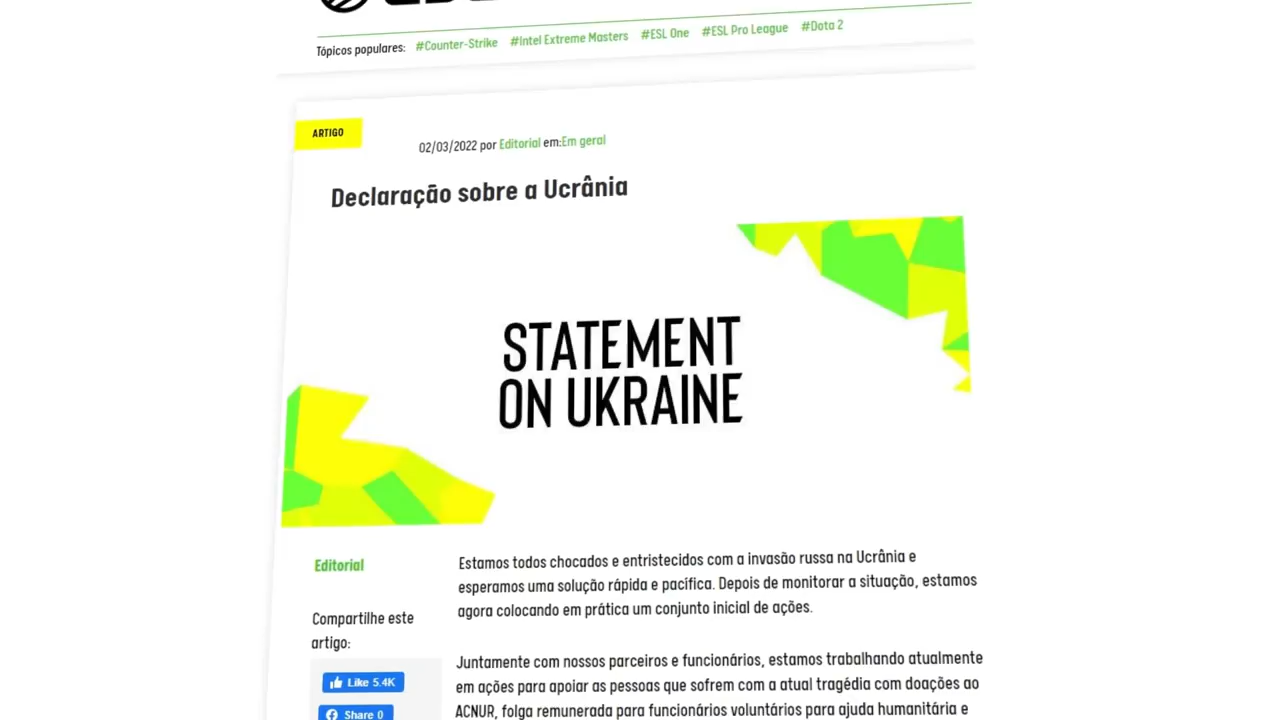 Tópicos populares: #Counter-Strike #Intel Extreme Masters #ESL One #ESL Pro League #Dota 2
ARTIGO
02/03/2022 por Editorial em:Em geral
Declaração sobre a Ucrânia
STATEMENT
ON UKRAINE
Editorial
Estamos todos chocados e entristecidos com a invasão russa na Ucrânia e
esperamos uma solução rápida e pacífica. Depois de monitorar a situação, estamos
agora colocando em prática um conjunto inicial de ações.
Compartilhe este
artigo:
Like 5.4K
Share 0
Juntamente com nossos parceiros e funcionários, estamos trabalhando atualmente
em ações para apoiar as pessoas que sofrem com a atual tragédia com doações ao
ACNUR, folga remunerada para funcionários voluntários para ajuda humanitária e